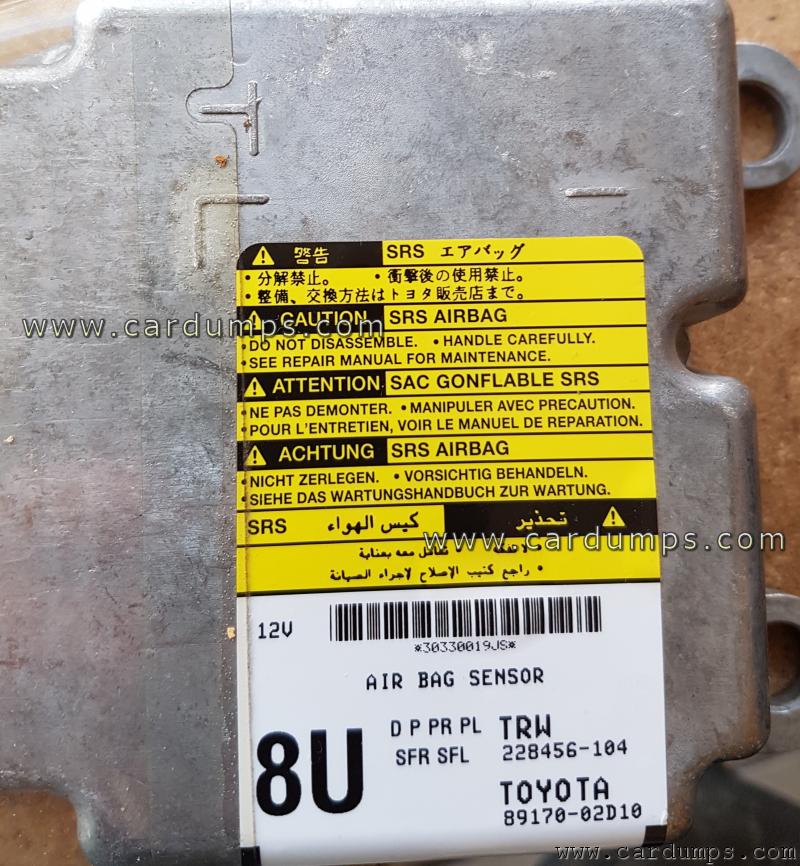 警告 SRS エアバッグ
・分解禁止。 ・衝撃後の使用禁止。
・整備、交換方法はトヨタ販売店まで。
www.cardumps.com
CAUTION SRS AIRBAG
•DO NOT DISASSEMBLE. •HANDLE CAREFULLY.
•SEE REPAIR MANUAL FOR MAINTENANCE.
ATTENTION SAC GONFLABLE SRS
•NE PAS DEMONTER. •MANIPULER AVEC PRECAUTION.
•POUR L'ENTRETIEN, VOIR LE MANUEL DE REPARATION.
ACHTUNG SRS AIRBAG
•NICHT ZERLEGEN. •VORSICHTIG BEHANDELN.
•SIEHE DAS WARTUNGSHANDBUCH ZUR WARTUNG.
تحذير كيس الهواء SRS
www.cardumps.com
معه بعناية
• راجع كتيب الإصلاح لاجراء الصيانة
12V
*30330019JS*
AIR BAG SENSOR
8U
D P PR PL TRW
SFR SFL 228456-104
TOYOTA
89170-02D10
www.cardumps.com